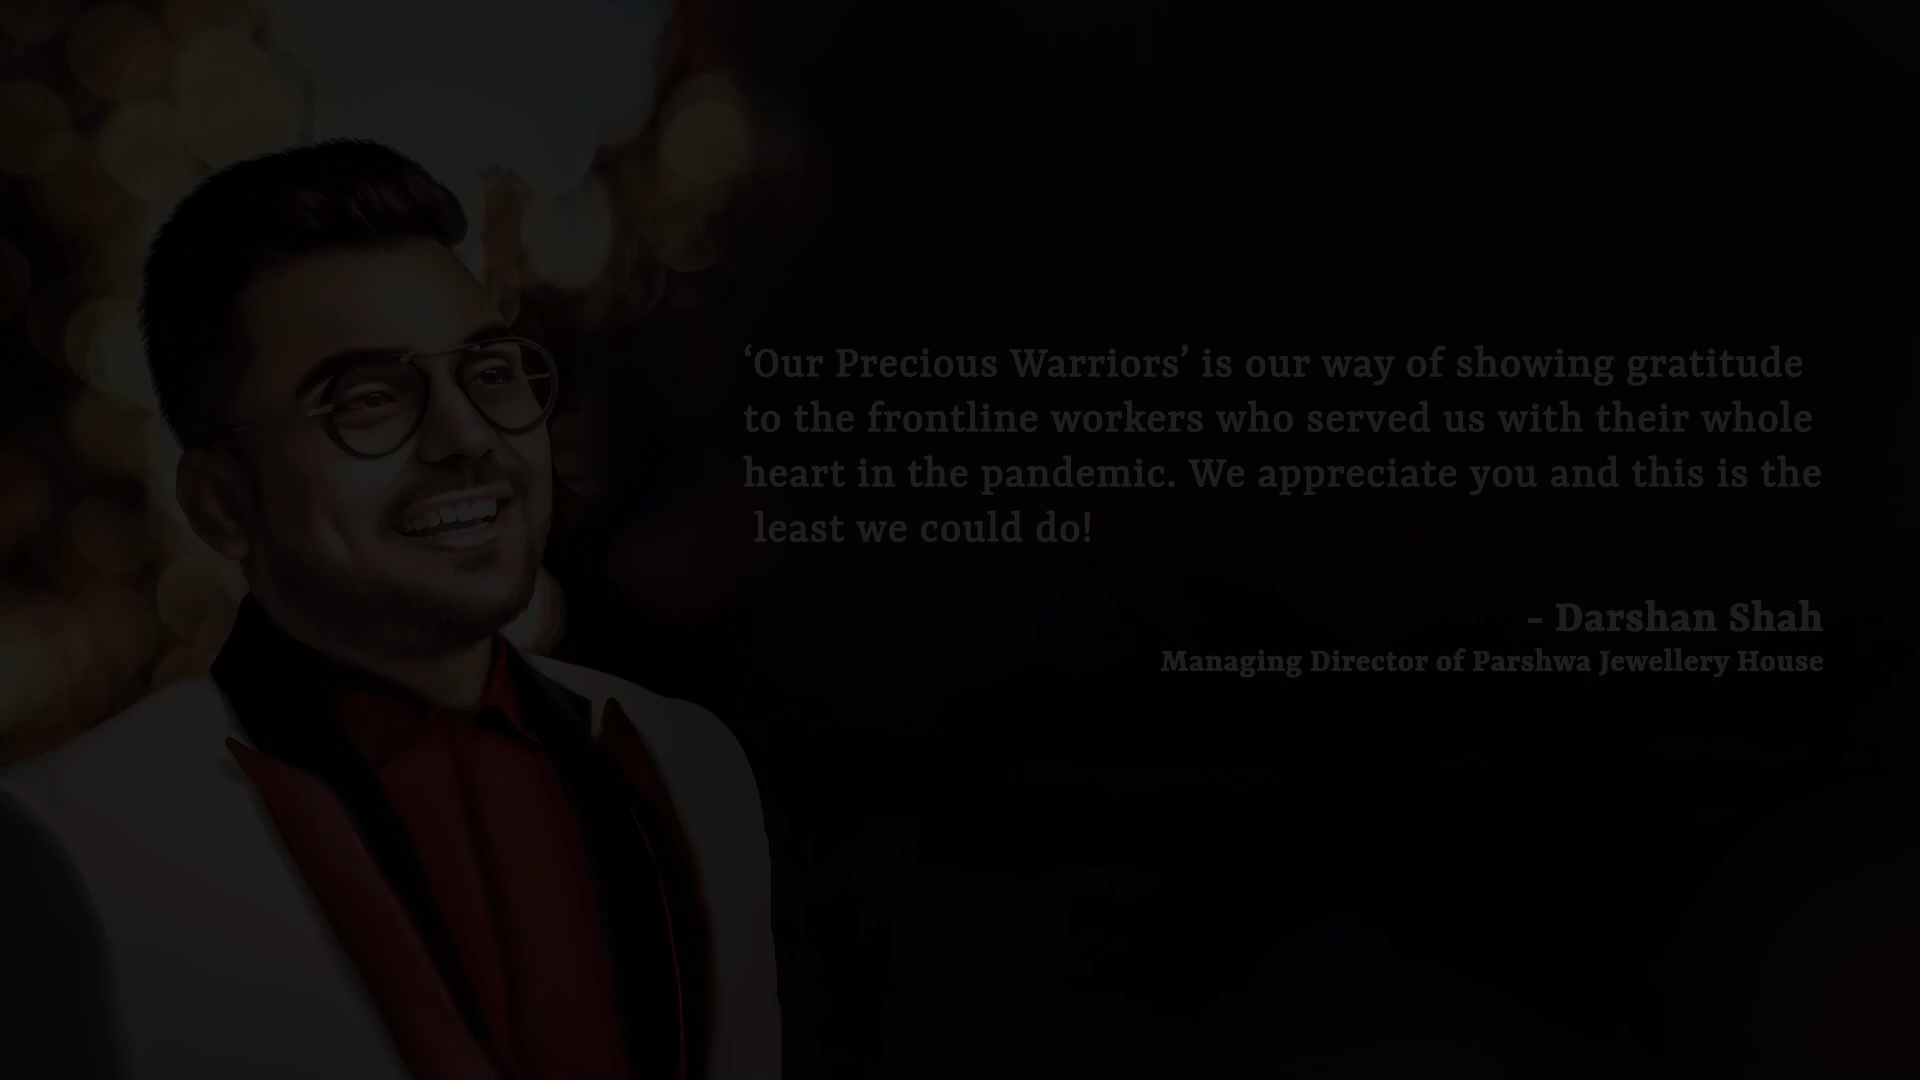 ‘Our Precious Warriors’ is our way of showing gratitude
to the frontline workers who served us with their whole
heart in the pandemic. We appreciate you and this is the
least we could do!
- Darshan Shah
Managing Director of Parshwa Jewellery House